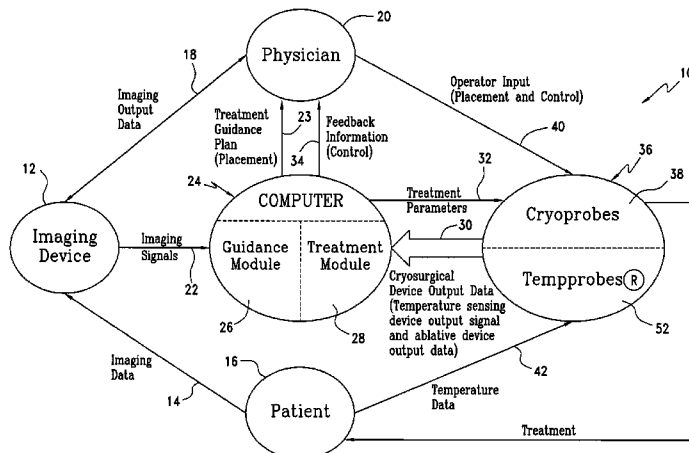 20
Physician
18
Imaging
Output
Data
Treatment
Guidance
Plan
(Placement)
23
34
Feedback
Information
(Control)
Operator Input
(Placement and Control)
40
10
12
Imaging
Device
Imaging
Signals
22
24
COMPUTER
Guidance
Module
Treatment
Module
26
28
32
Treatment
Parameters
30
Cryosurgical
Device Output Data
(Temperature sensing
device output signal
and ablative device
output data)
36
38
Cryoprobes
Tempprobes®
52
Imaging
Data
14
16
Patient
42
Temperature
Data
Treatment